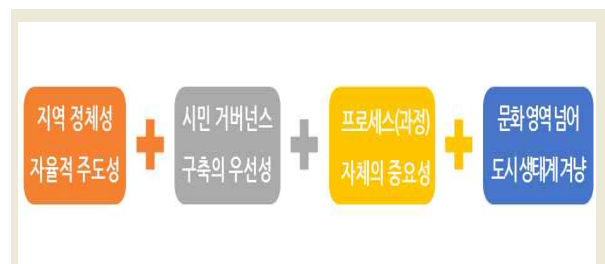 지역 정체성
자율적 주도성
시민 거버넌스
구축의 우선성
프로세스(과정)
자체의 중요성
문화 영역 넘어
도시 생태계 겨냥